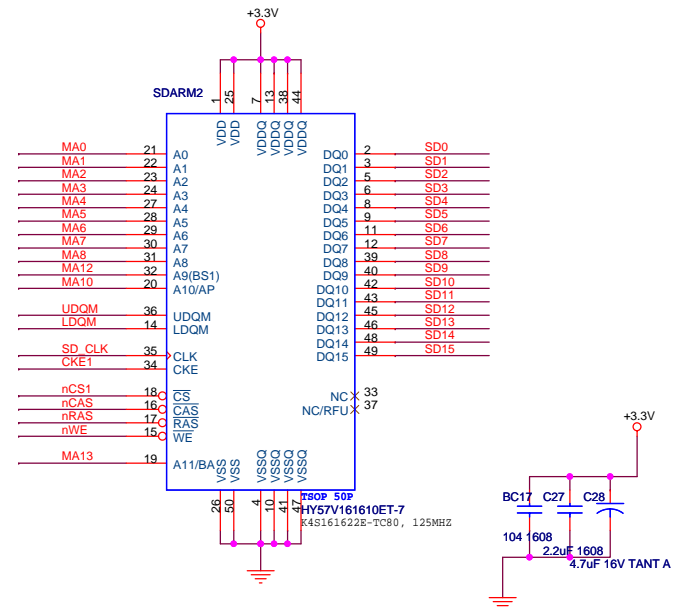 +3.3V
SDARM2
1 25 7 13 38 44
VDD VDD VDDQ VDDQ VDDQ VDDQ
MA0 21 A0 DQ0 2 SD0
MA1 22 A1 DQ1 3 SD1
MA2 23 A2 DQ2 5 SD2
MA3 24 A3 DQ3 6 SD3
MA4 27 A4 DQ4 8 SD4
MA5 28 A5 DQ5 9 SD5
MA6 29 A6 DQ6 11 SD6
MA7 30 A7 DQ7 12 SD7
MA8 31 A8 DQ8 39 SD8
MA12 32 A9(BS1) DQ9 40 SD9
MA10 20 A10/AP DQ10 42 SD10
DQ11 43 SD11
UDQM 36 UDQM DQ12 45 SD12
LDQM 14 LDQM DQ13 46 SD13
DQ14 48 SD14
SD_CLK 35 CLK DQ15 49 SD15
CKE1 34 CKE
nCS1 18 CS NC 33
nCAS 16 CAS NC/RFU 37
nRAS 17 RAS
nWE 15 WE
MA13 19 A11/BA
VSS VSS VSSQ VSSQ VSSQ VSSQ
26 50 4 10 41 47
TSOP 50P
HY57V161610ET-7
K4S161622E-TC80, 125MHZ
+3.3V
BC17 C27 C28
104 1608
2.2uF 1608
4.7uF 16V TANT A